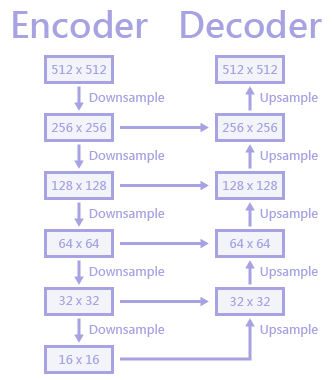 Encoder Decoder
512 x 512 512 x 512
Downsample Upsample
256 x 256 256 x 256
Downsample Upsample
128 x 128 128 x 128
Downsample Upsample
64 x 64 64 x 64
Downsample Upsample
32 x 32 32 x 32
Downsample Upsample
16 x 16